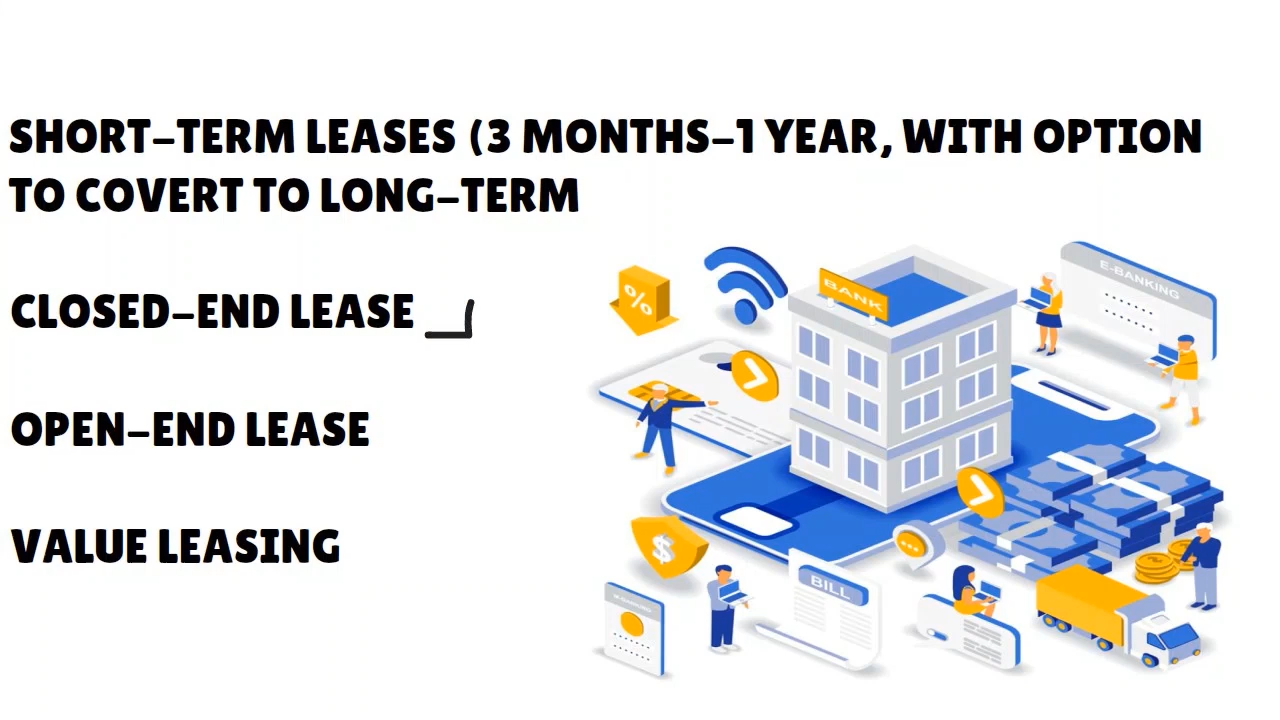 SHORT-TERM LEASES (3 MONTHS-1 YEAR, WITH OPTION
TO COVERT TO LONG-TERM
CLOSED-END LEASE
OPEN-END LEASE
VALUE LEASING
BANK
E-BANKING
%
$
BILL
E-BANKING